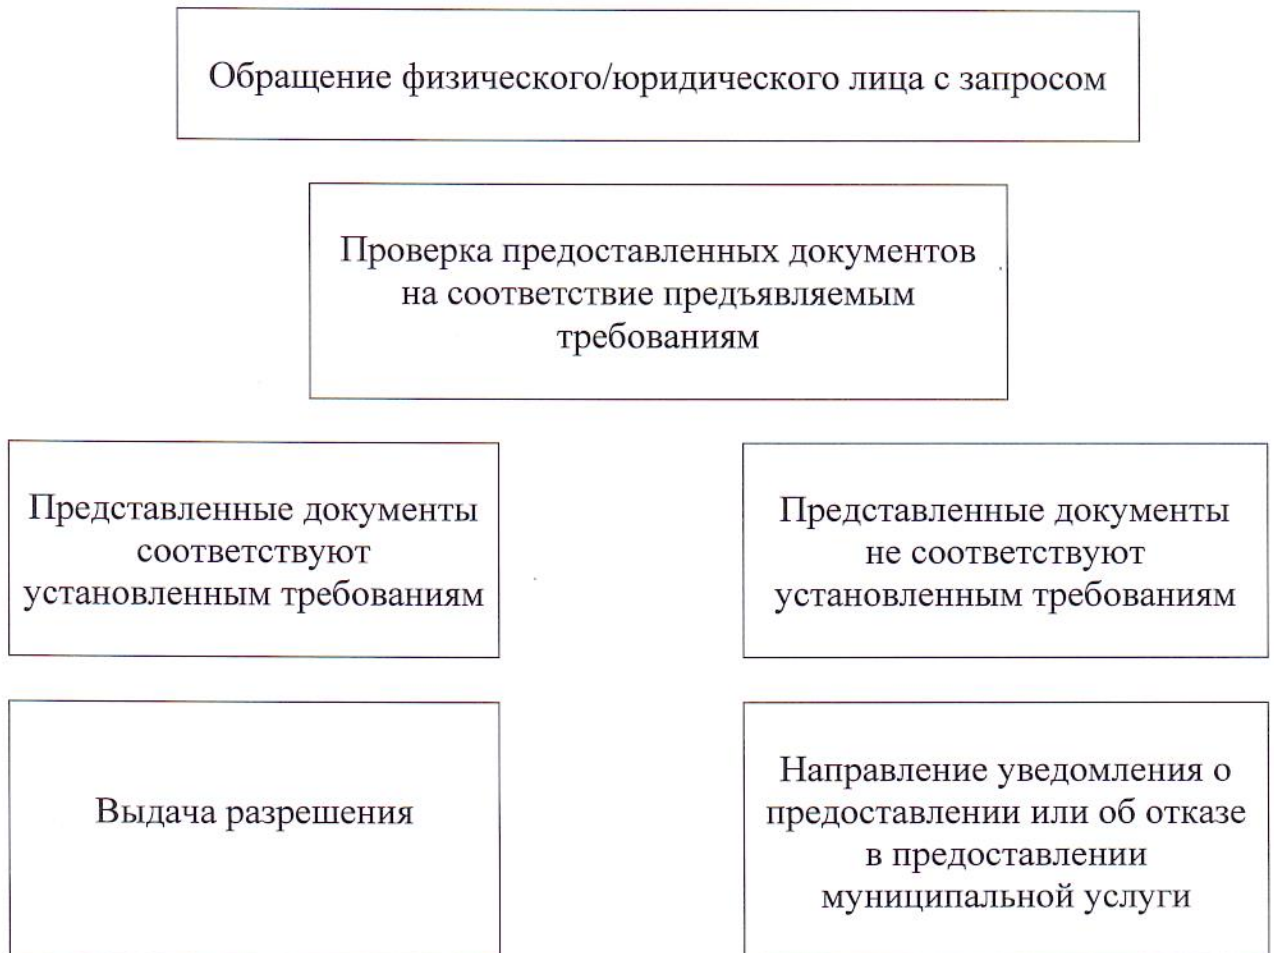 Обращение физического/юридического лица с запросом
Проверка предоставленных документов
на соответствие предъявляемым
требованиям
Представленные документы
соответствуют
установленным требованиям
Представленные документы
не соответствуют
установленным требованиям
Выдача разрешения
Направление уведомления о
предоставлении или об отказе
в предоставлении
муниципальной услуги